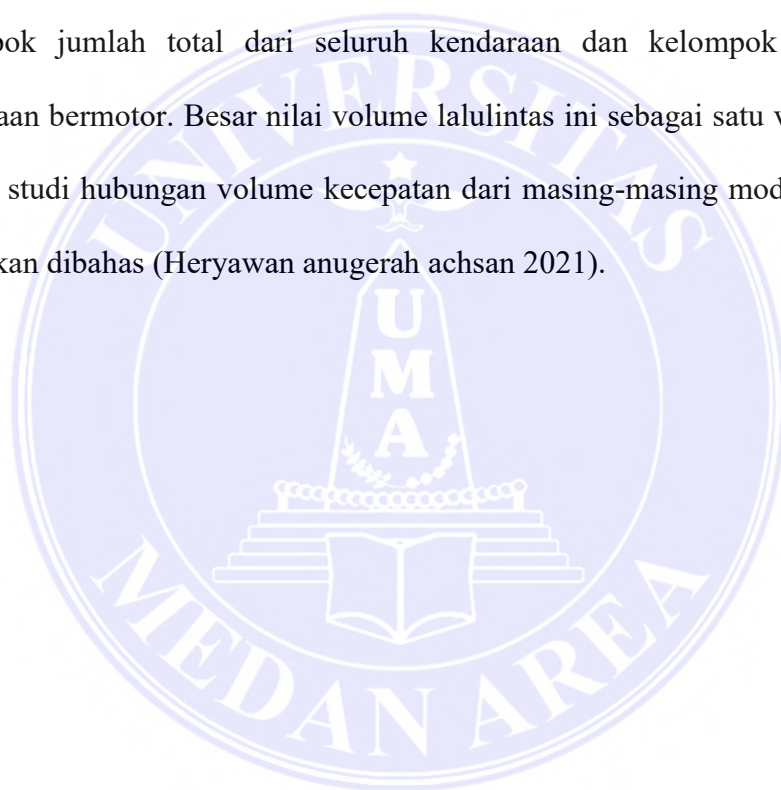 pok jumlah total dari seluruh kendaraan dan kelompok
aan bermotor. Besar nilai volume lalulintas ini sebagai satu v
studi hubungan volume kecepatan dari masing-masing mod
kan dibahas (Heryawan anugerah achsan 2021).
UNIVERSITAS
U
M
A
MEDAN AREA